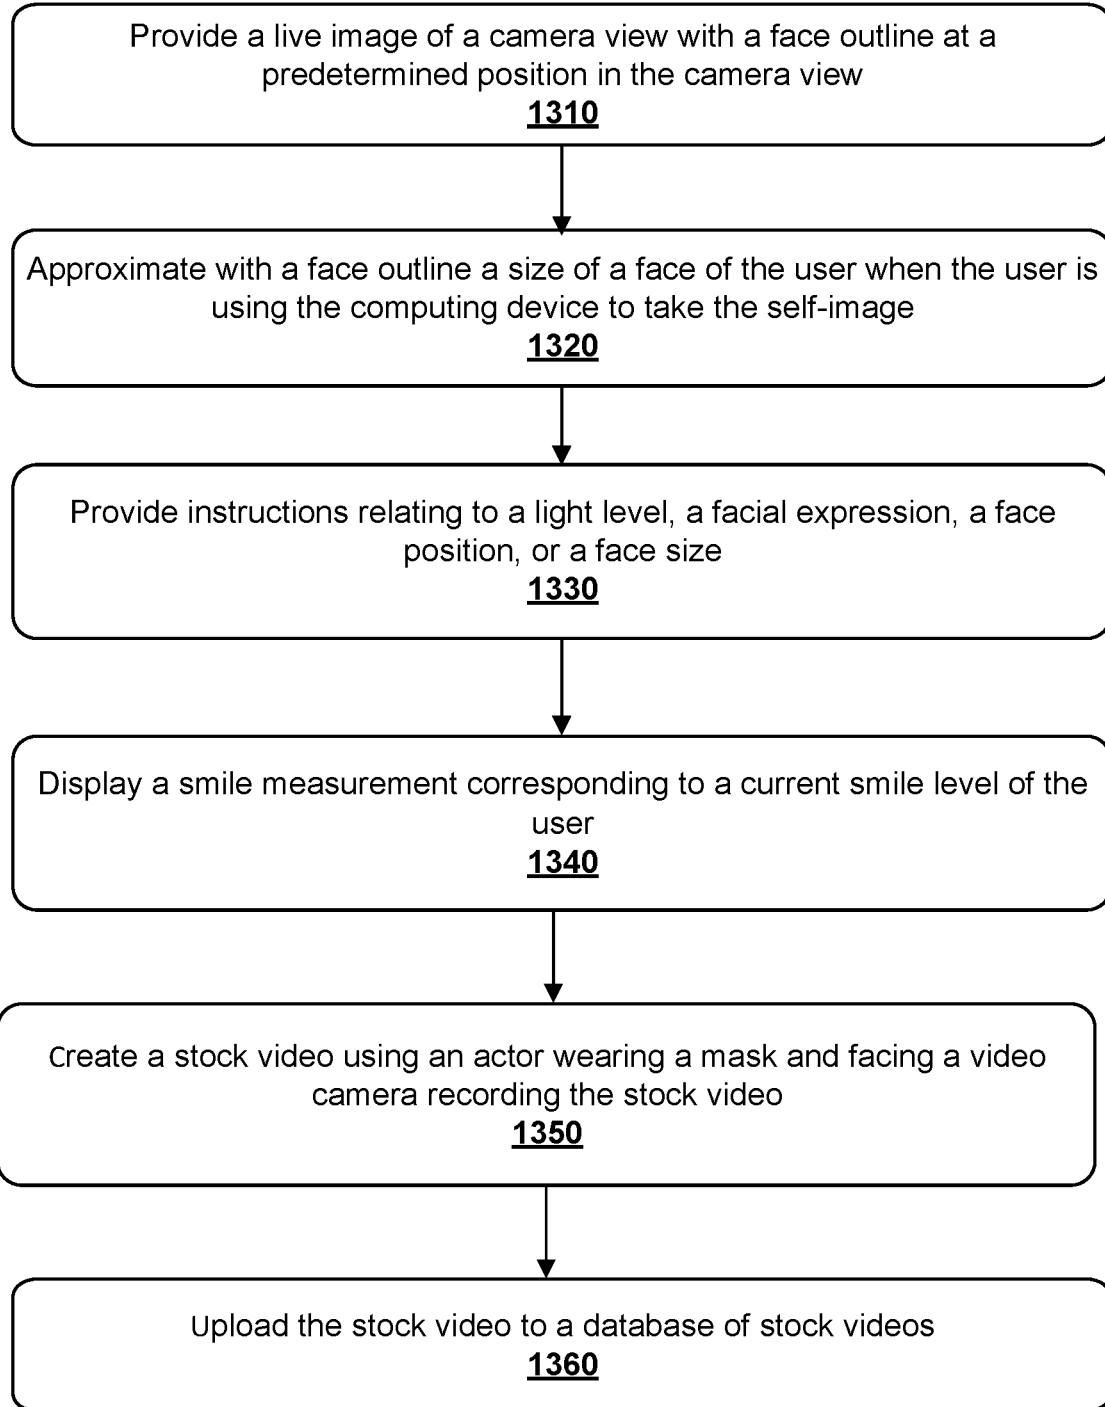 Provide a live image of a camera view with a face outline at a
predetermined position in the camera view
1310
Approximate with a face outline a size of a face of the user when the user is
using the computing device to take the self-image
1320
Provide instructions relating to a light level, a facial expression, a face
position, or a face size
1330
Display a smile measurement corresponding to a current smile level of the
user
1340
Create a stock video using an actor wearing a mask and facing a video
camera recording the stock video
1350
Upload the stock video to a database of stock videos
1360